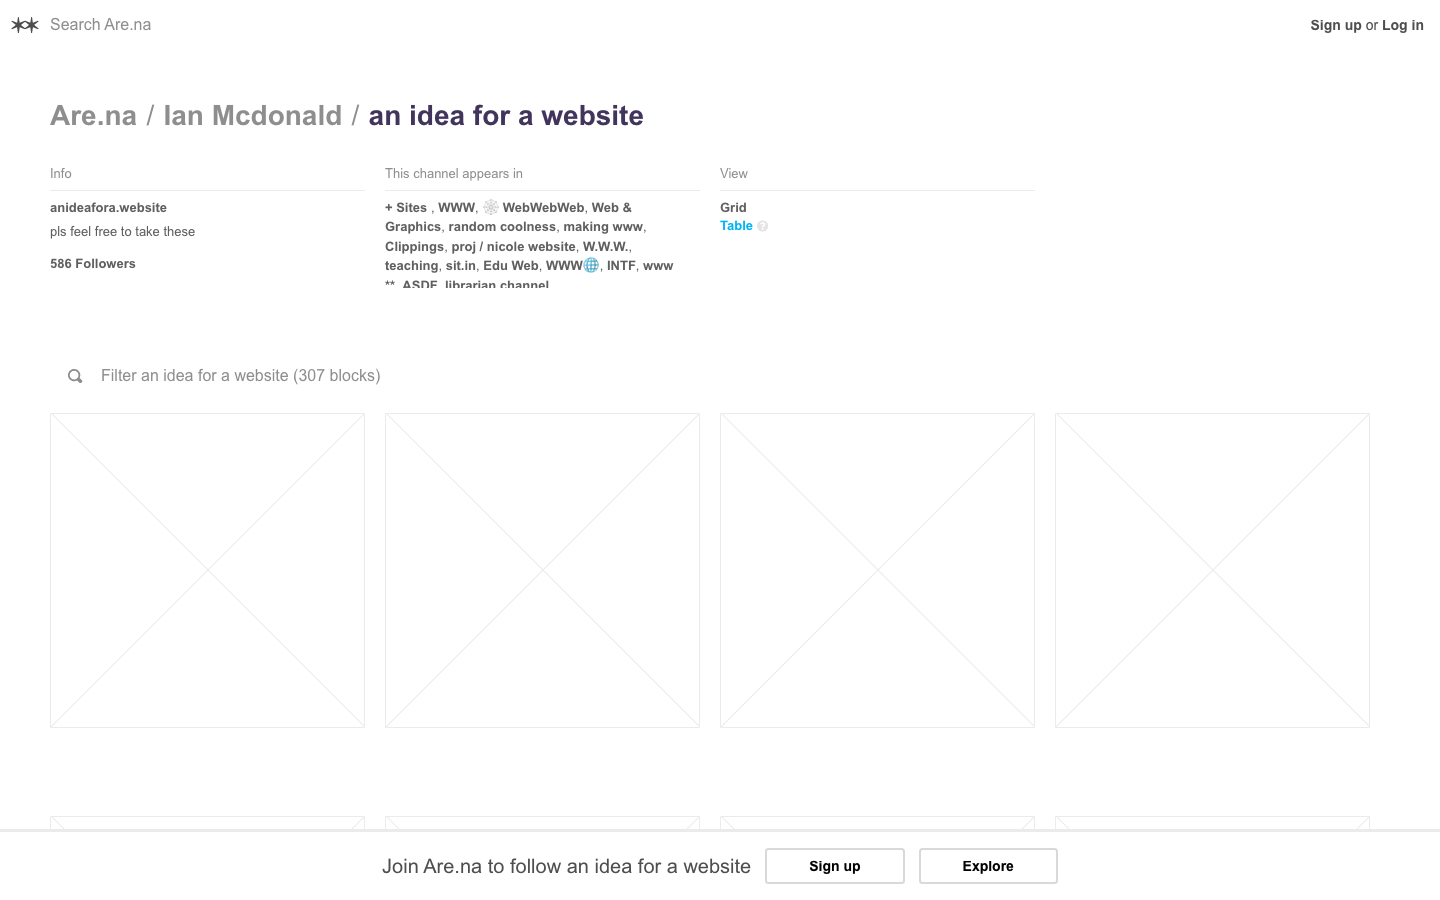 Search Are.na
Sign up or Log in
Are.na / Ian Mcdonald / an idea for a website
Info
anideafora.website
pls feel free to take these
586 Followers
This channel appears in
+ Sites , WWW, 🕸 WebWebWeb, Web &
Graphics, random coolness, making www,
Clippings, proj / nicole website, W.W.W.,
teaching, sit.in, Edu Web, WWW🌐, INTF, www
**, ASDF, librarian channel
View
Grid
Table ?
Filter an idea for a website (307 blocks)
Join Are.na to follow an idea for a website
Sign up
Explore